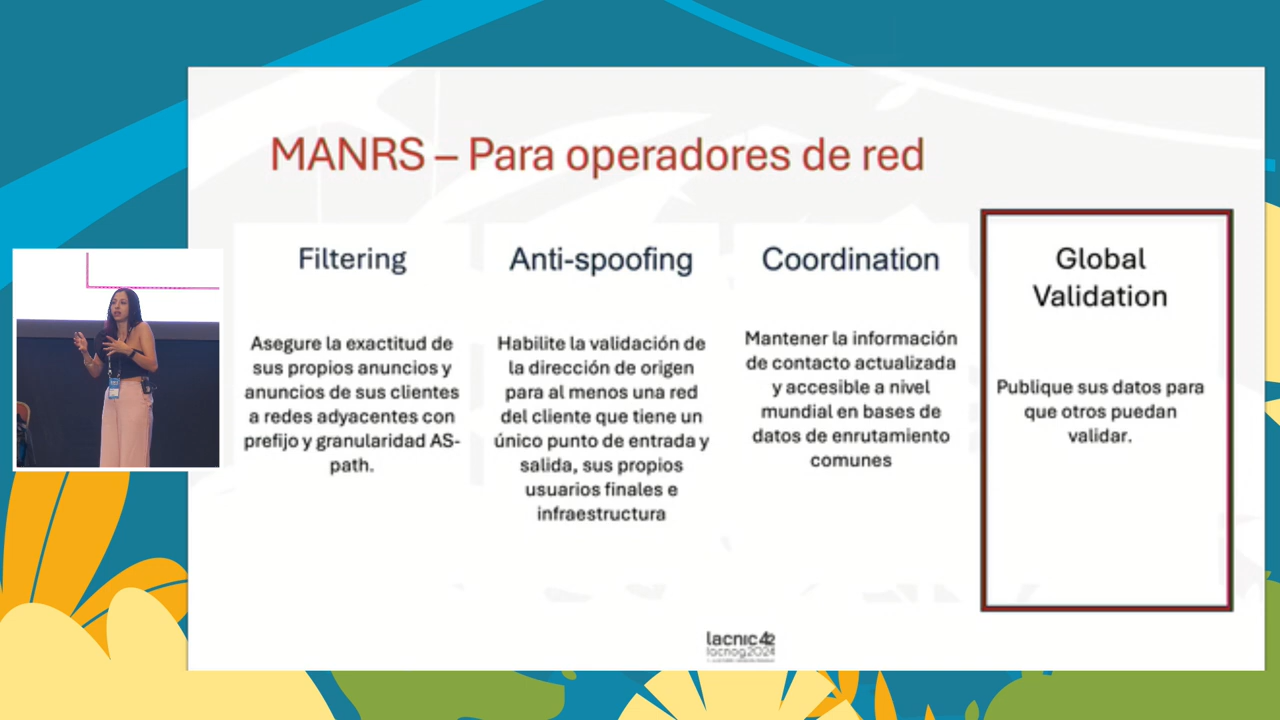 MANRS – Para operadores de red
Filtering
Asegure la exactitud de
sus propios anuncios y
anuncios de sus clientes
a redes adyacentes con
prefijo y granularidad AS-
path.
Anti-spoofing
Habilite la validación de
la dirección de origen
para al menos una red
del cliente que tiene un
único punto de entrada y
salida, sus propios
usuarios finales e
infraestructura
Coordination
Mantener la información
de contacto actualizada
y accesible a nivel
mundial en bases de
datos de enrutamiento
comunes
Global
Validation
Publique sus datos para
que otros puedan
validar.
lacnic42
lacnog2024